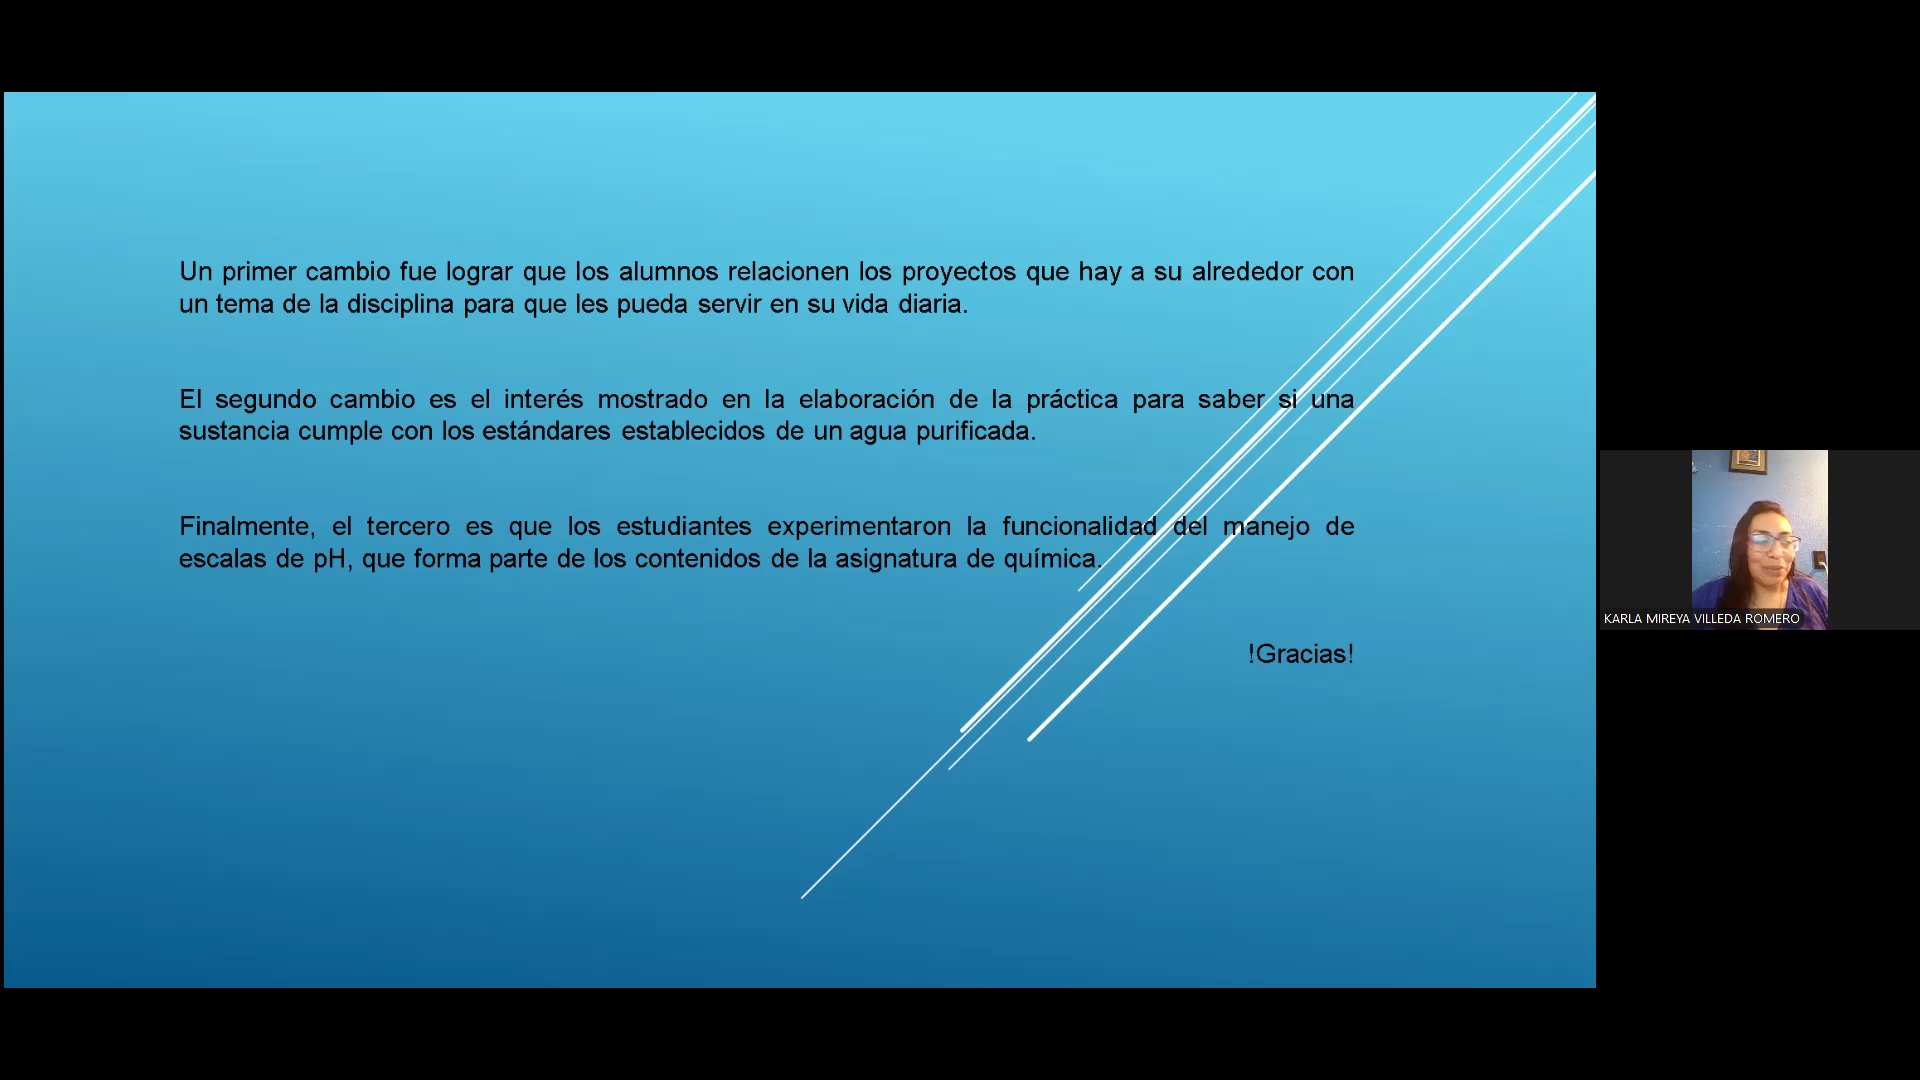 Un primer cambio fue lograr que los alumnos relacionen los proyectos que hay a su alrededor con
un tema de la disciplina para que les pueda servir en su vida diaria.
El segundo cambio es el interés mostrado en la elaboración de la práctica para saber si una
sustancia cumple con los estándares establecidos de un agua purificada.
Finalmente, el tercero es que los estudiantes experimentaron la funcionalidad del manejo de
escalas de pH, que forma parte de los contenidos de la asignatura de química.
!Gracias!
KARLA MIREYA VILLEDA ROMERO